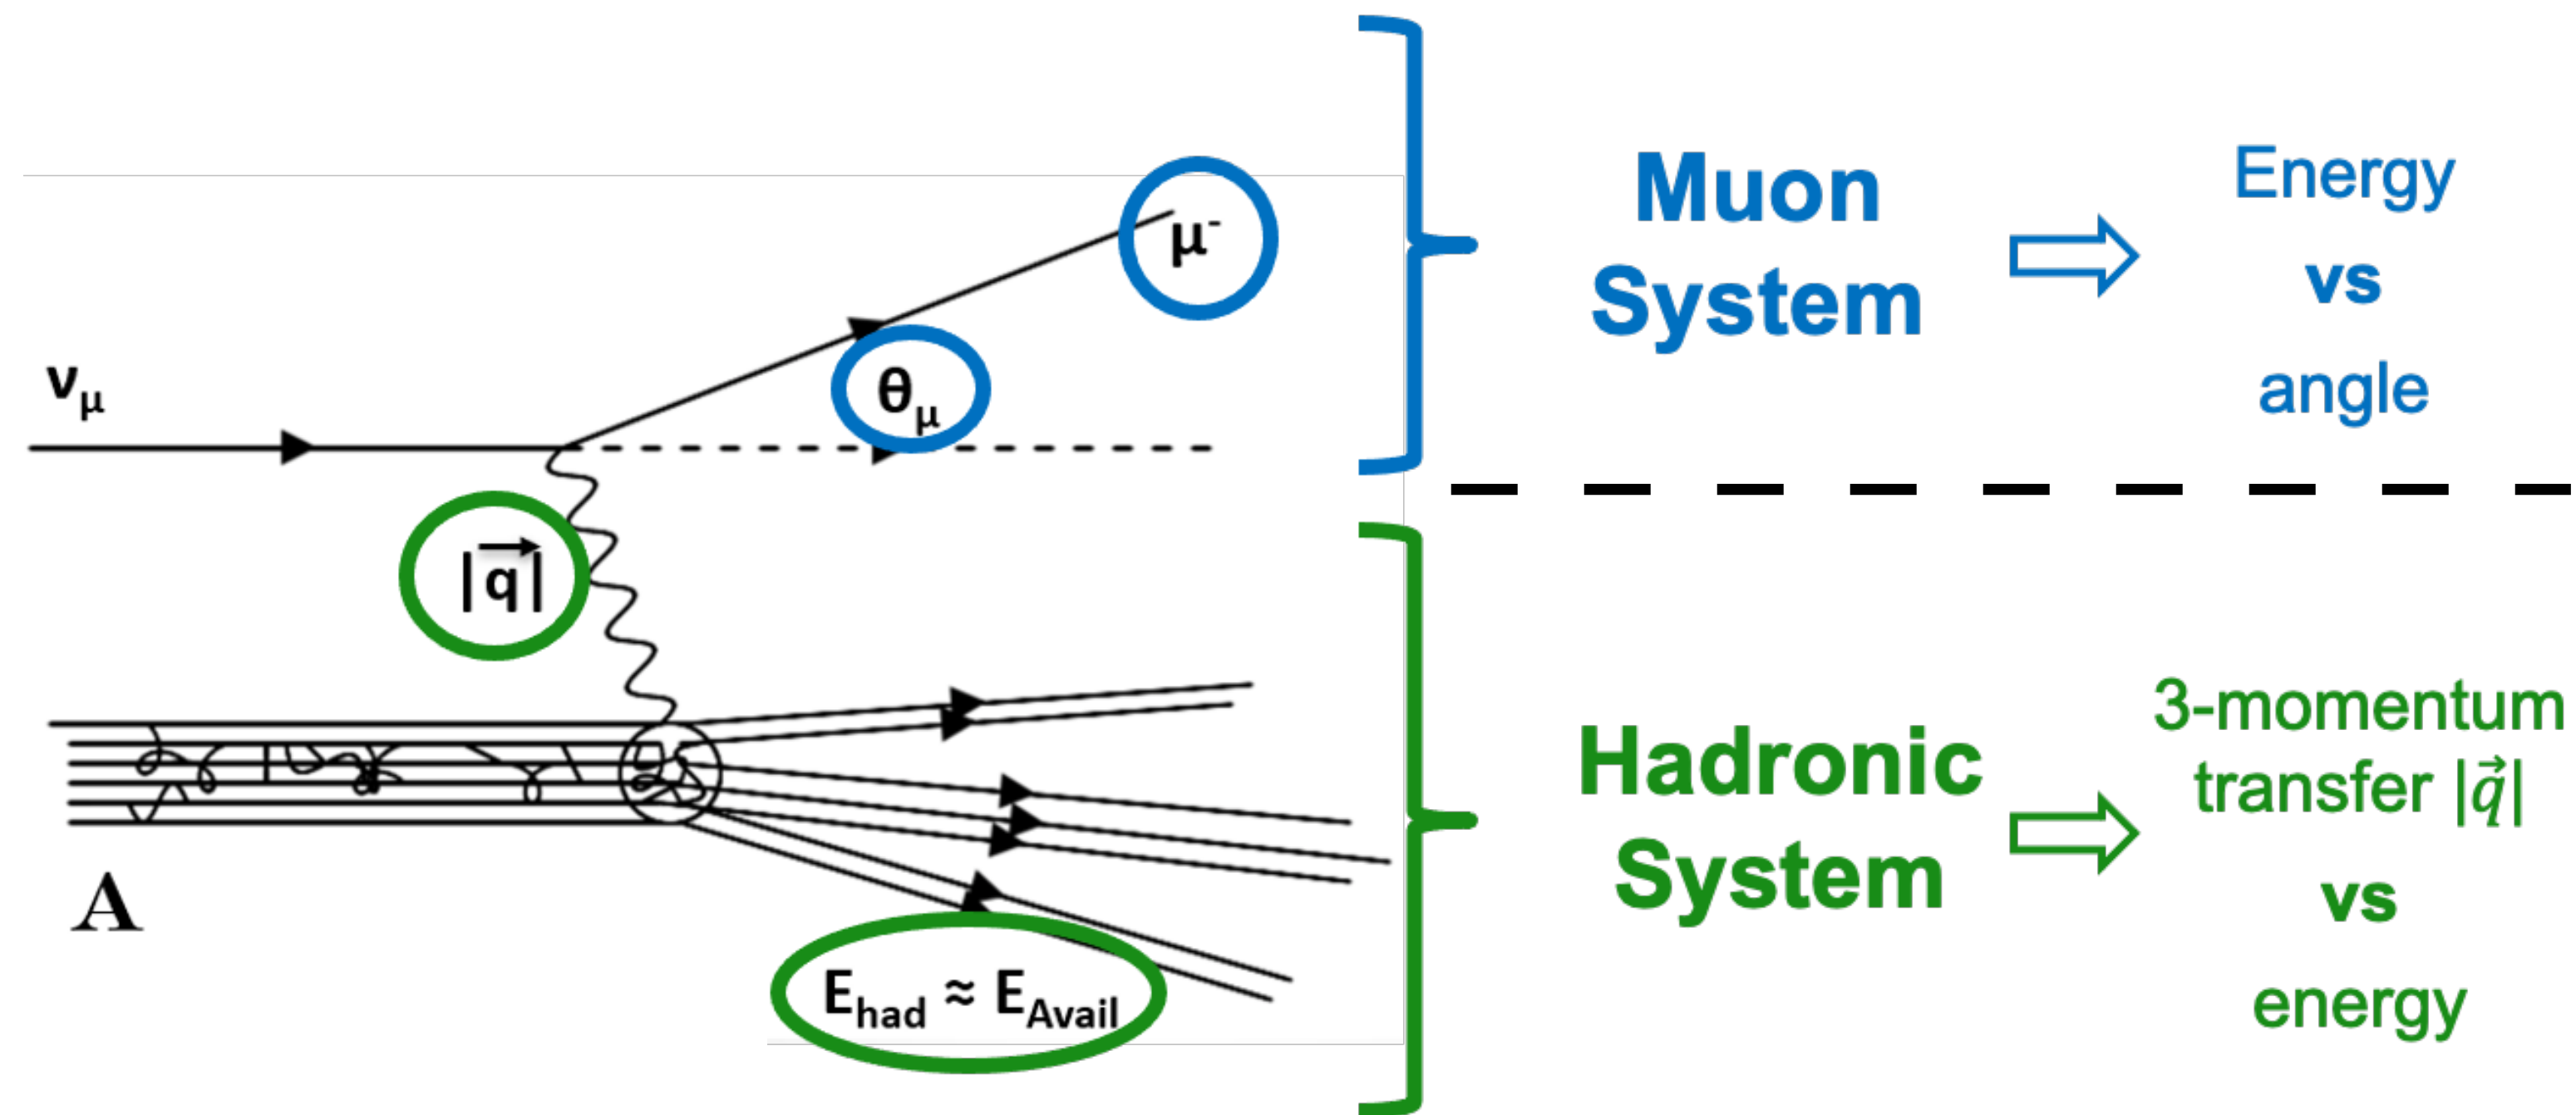 ν_μ
μ⁻
θ_μ
|q⃗|
A
E_had ≈ E_Avail
Muon
System
Energy
vs
angle
Hadronic
System
3-momentum
transfer |q⃗|
vs
energy